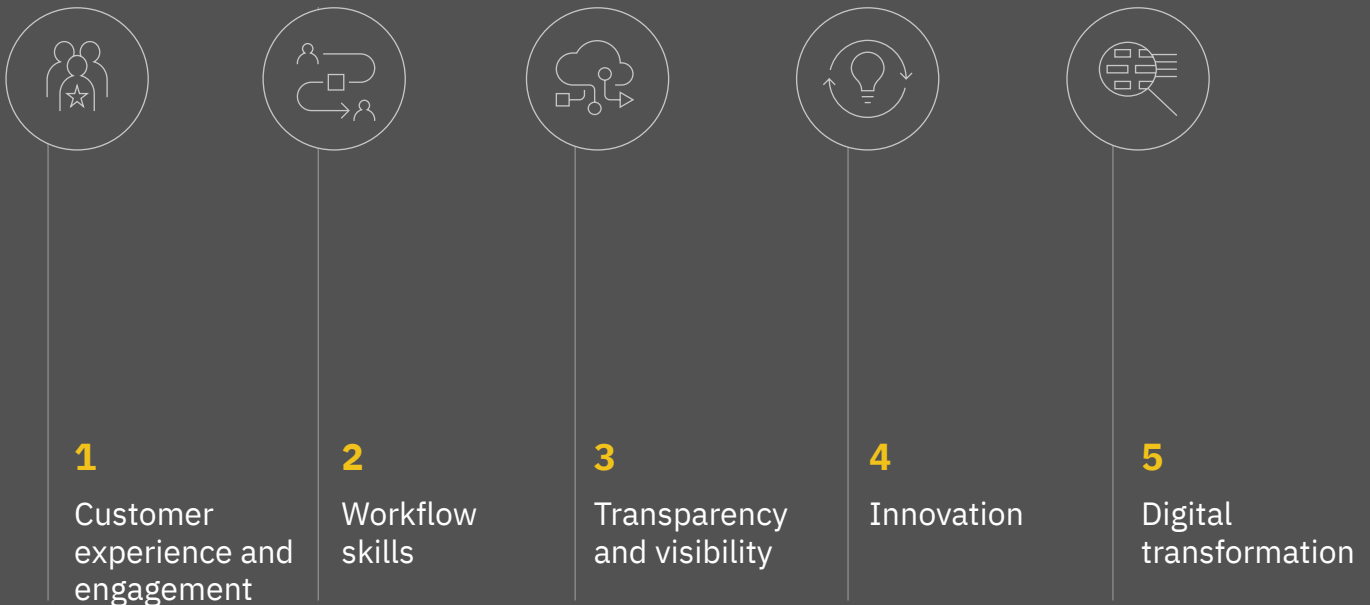 1
Customer
experience and
engagement
2
Workflow
skills
3
Transparency
and visibility
4
Innovation
5
Digital
transformation